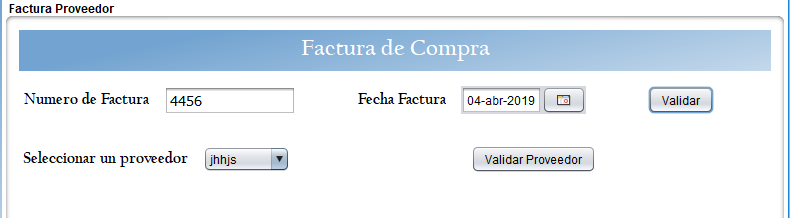 Factura Proveedor
Factura de Compra
Numero de Factura 4456 Fecha Factura 04-abr-2019 Validar
Seleccionar un proveedor jhhjs Validar Proveedor